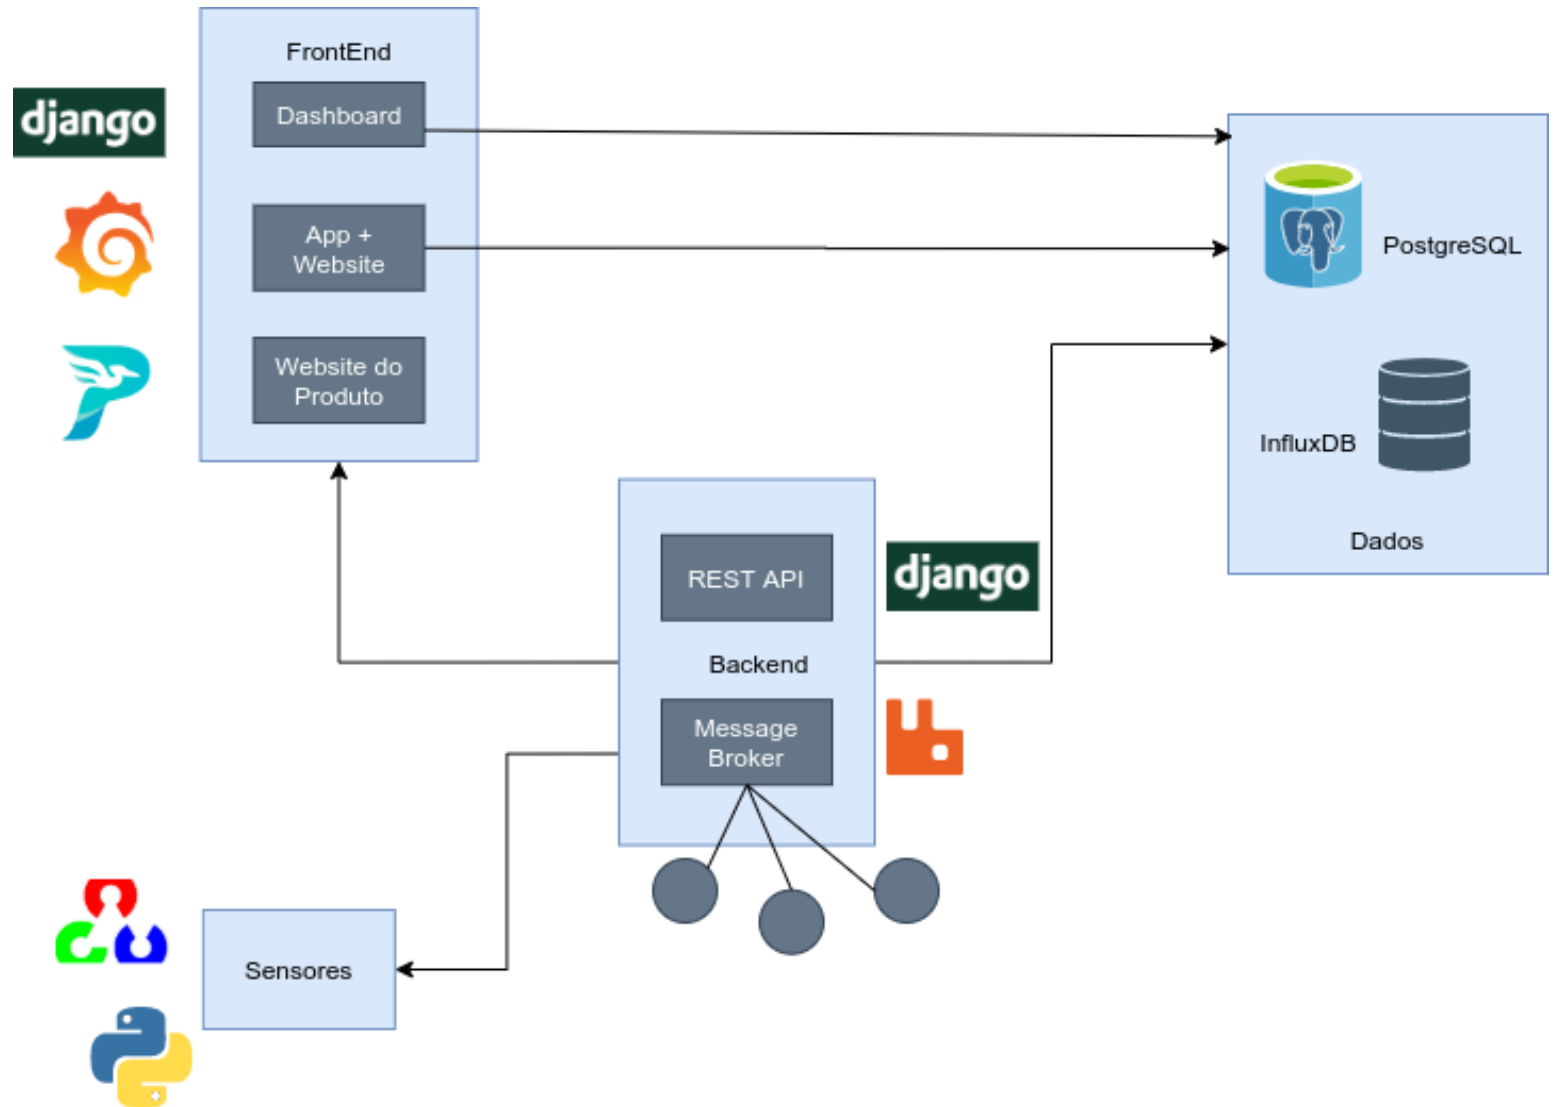 FrontEnd
django
Dashboard
App +
Website
Website do
Produto
PostgreSQL
InfluxDB
Dados
REST API
django
Backend
Message
Broker
Sensores